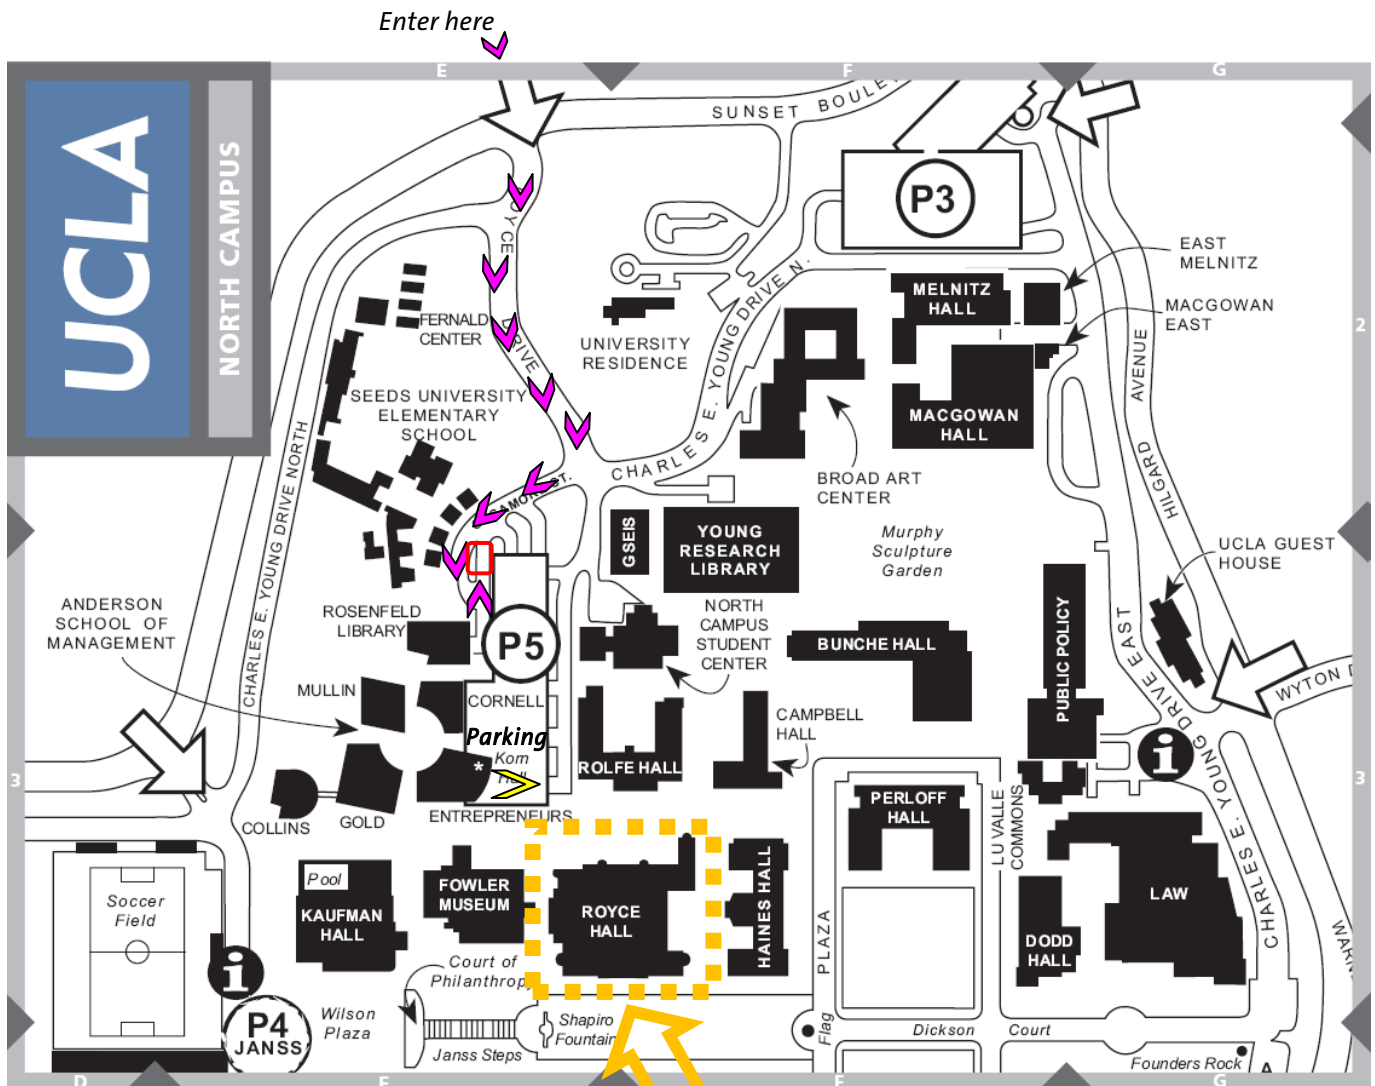 Enter here
E
F
G
UCLA
NORTH CAMPUS
SUNSET BOULE
P3
EAST
MELNITZ
MACGOWAN
EAST
MELNITZ
HALL
MACGOWAN
HALL
2
FERNALD
CENTER
DRIVE
UNIVERSITY
RESIDENCE
CHARLES E. YOUNG DRIVE N.
SEEDS UNIVERSITY
ELEMENTARY
SCHOOL
BROAD ART
CENTER
HILGARD AVENUE
CHARLES E. YOUNG DRIVE NORTH
GSEIS
YOUNG
RESEARCH
LIBRARY
Murphy
Sculpture
Garden
UCLA GUEST
HOUSE
ANDERSON
SCHOOL OF
MANAGEMENT
ROSENFELD
LIBRARY
P5
NORTH
CAMPUS
STUDENT
CENTER
BUNCHE HALL
PUBLIC POLICY
WYTON D
MULLIN
CORNELL
Parking
*
Korn
Hall
CAMPBELL
HALL
ROLFE HALL
i
3
3
COLLINS
GOLD
ENTREPRENEURS
PERLOFF
HALL
LU VALLE
COMMONS
CHARLES E. YOUNG DRIVE EAST
Soccer
Field
Pool
KAUFMAN
HALL
FOWLER
MUSEUM
ROYCE
HALL
HAINES HALL
PLAZA
LAW
DODD
HALL
i
Court of
Philanthropy
P4
JANSS
Wilson
Plaza
Janss Steps
Shapiro
Fountain
Flag
Dickson Court
Founders Rock
A
D
E
F
G